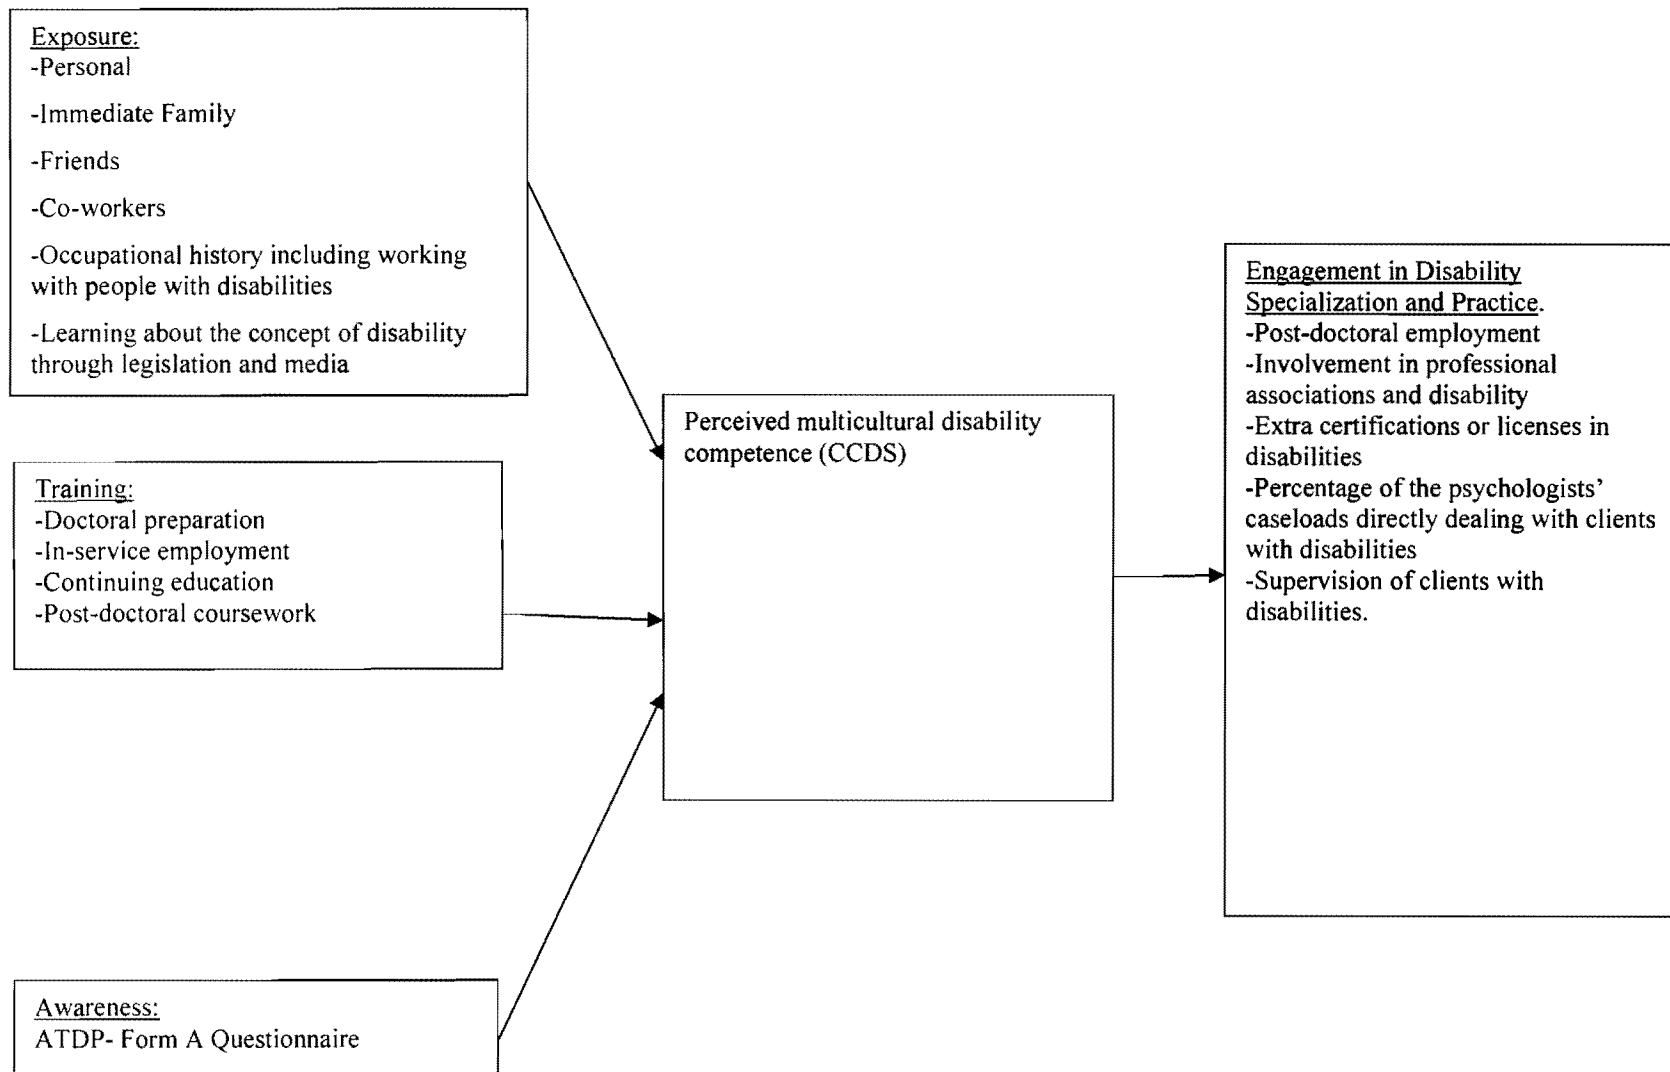 Exposure:
-Personal
-Immediate Family
-Friends
-Co-workers
-Occupational history including working
with people with disabilities
-Learning about the concept of disability
through legislation and media
Training:
-Doctoral preparation
-In-service employment
-Continuing education
-Post-doctoral coursework
Awareness:
ATDP- Form A Questionnaire
Perceived multicultural disability
competence (CCDS)
Engagement in Disability
Specialization and Practice.
-Post-doctoral employment
-Involvement in professional
associations and disability
-Extra certifications or licenses in
disabilities
-Percentage of the psychologists’
caseloads directly dealing with clients
with disabilities
-Supervision of clients with
disabilities.